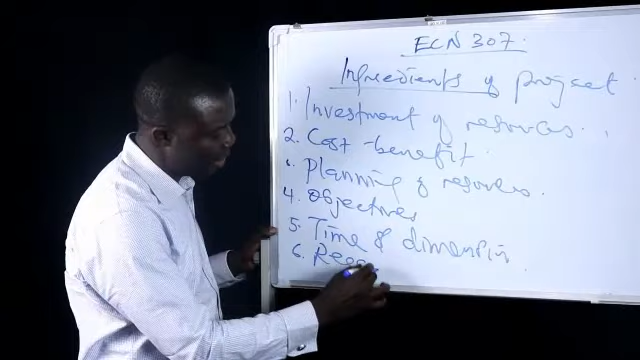 ECN 307.
Ingredients of project.
1. Investment of resources.
2. Cost-benefit.
3. Planning of resources.
4. Objectives
5. Time & dimension
6.